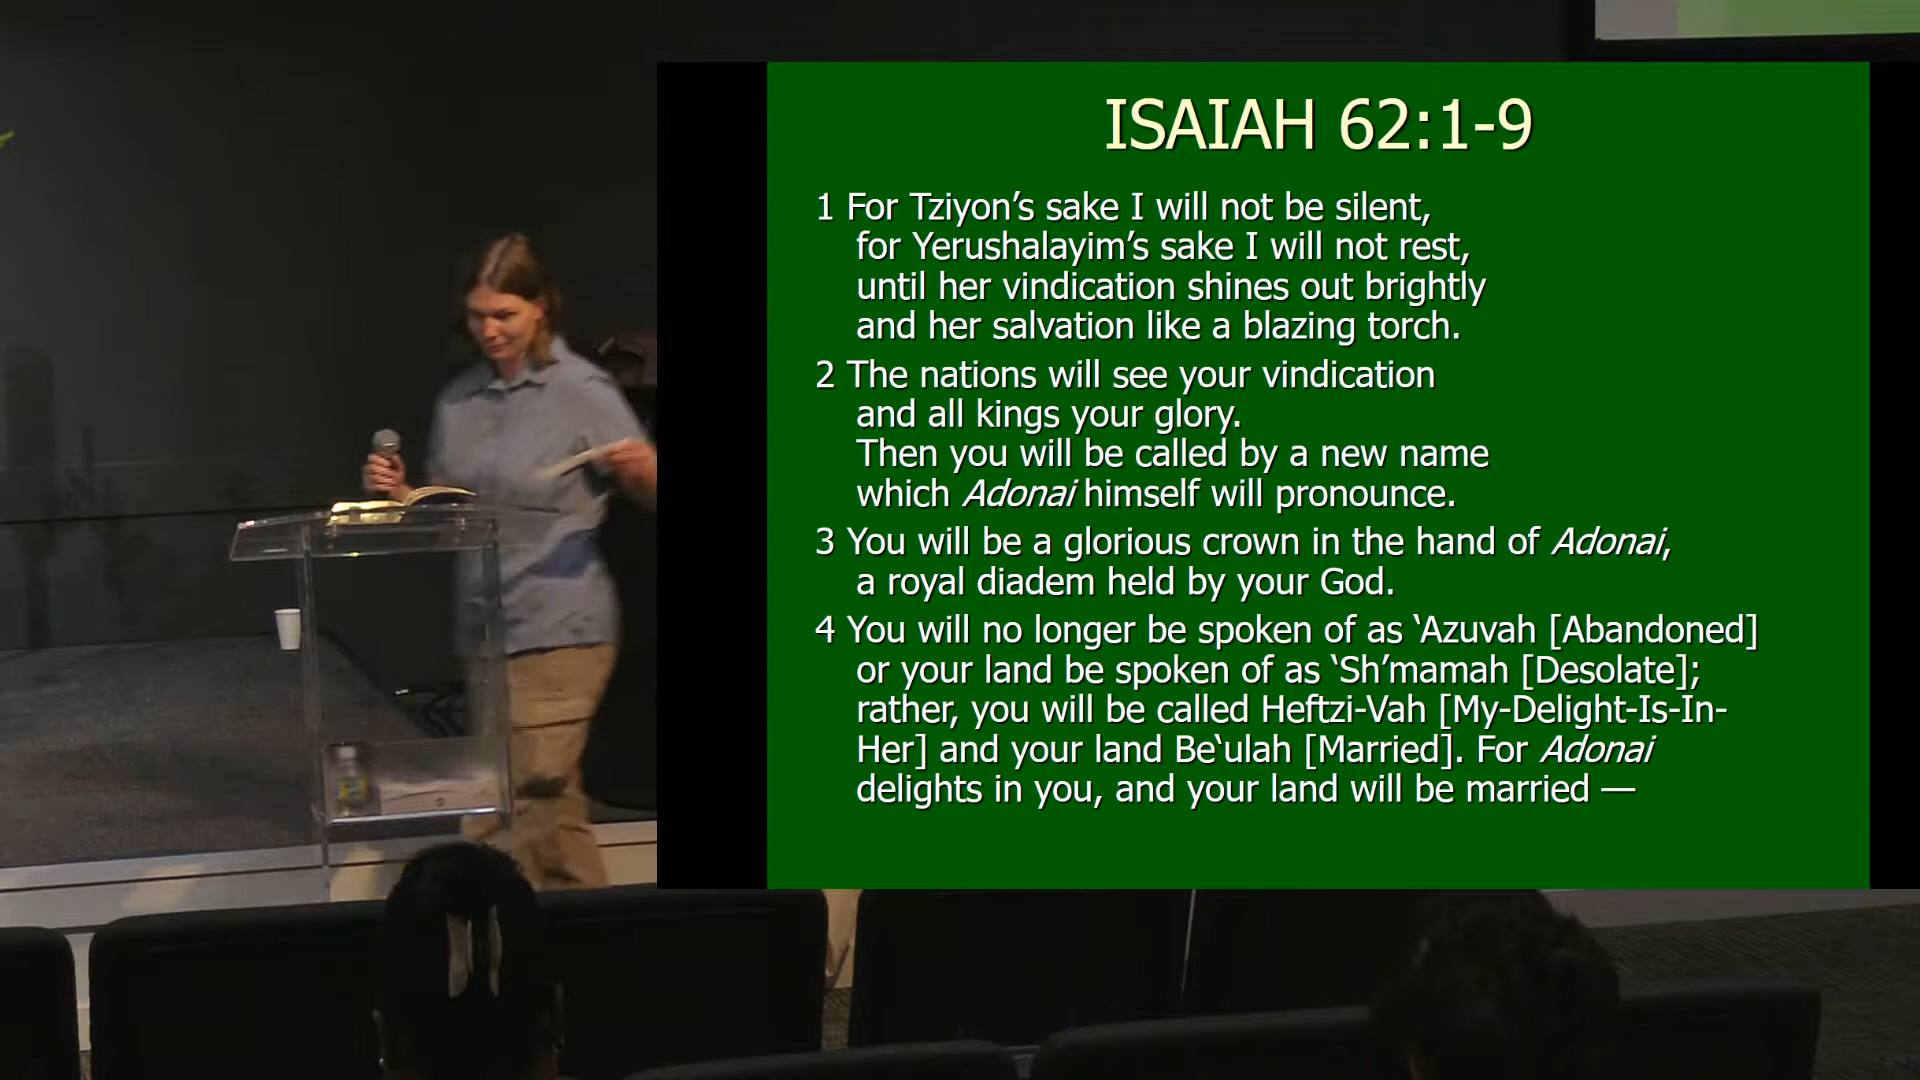 ISAIAH 62:1-9
1 For Tziyon’s sake I will not be silent,
for Yerushalayim’s sake I will not rest,
until her vindication shines out brightly
and her salvation like a blazing torch.
2 The nations will see your vindication
and all kings your glory.
Then you will be called by a new name
which Adonai himself will pronounce.
3 You will be a glorious crown in the hand of Adonai,
a royal diadem held by your God.
4 You will no longer be spoken of as ‘Azuvah [Abandoned]
or your land be spoken of as ‘Sh’mamah [Desolate];
rather, you will be called Heftzi-Vah [My-Delight-Is-In-
Her] and your land Be‘ulah [Married]. For Adonai
delights in you, and your land will be married —